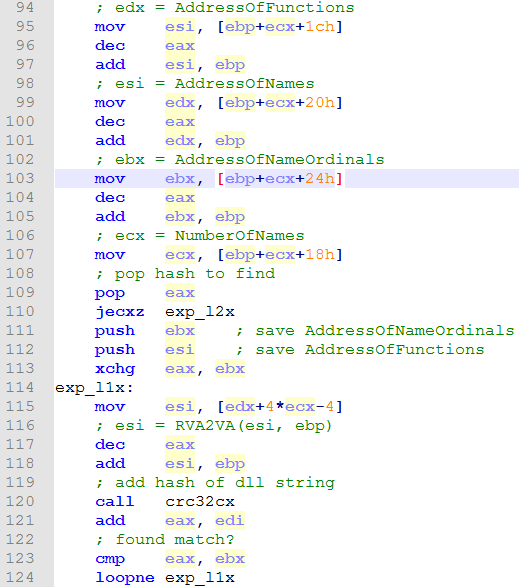 94 ; edx = AddressOfFunctions
95 mov esi, [ebp+ecx+1ch]
96 dec eax
97 add esi, ebp
98 ; esi = AddressOfNames
99 mov edx, [ebp+ecx+20h]
100 dec eax
101 add edx, ebp
102 ; ebx = AddressOfNameOrdinals
103 mov ebx, [ebp+ecx+24h]
104 dec eax
105 add ebx, ebp
106 ; ecx = NumberOfNames
107 mov ecx, [ebp+ecx+18h]
108 ; pop hash to find
109 pop eax
110 jecxz exp_l2x
111 push ebx ; save AddressOfNameOrdinals
112 push esi ; save AddressOfFunctions
113 xchg eax, ebx
114 exp_l1x:
115 mov esi, [edx+4*ecx-4]
116 ; esi = RVA2VA(esi, ebp)
117 dec eax
118 add esi, ebp
119 ; add hash of dll string
120 call crc32cx
121 add eax, edi
122 ; found match?
123 cmp eax, ebx
124 loopne exp_l1x